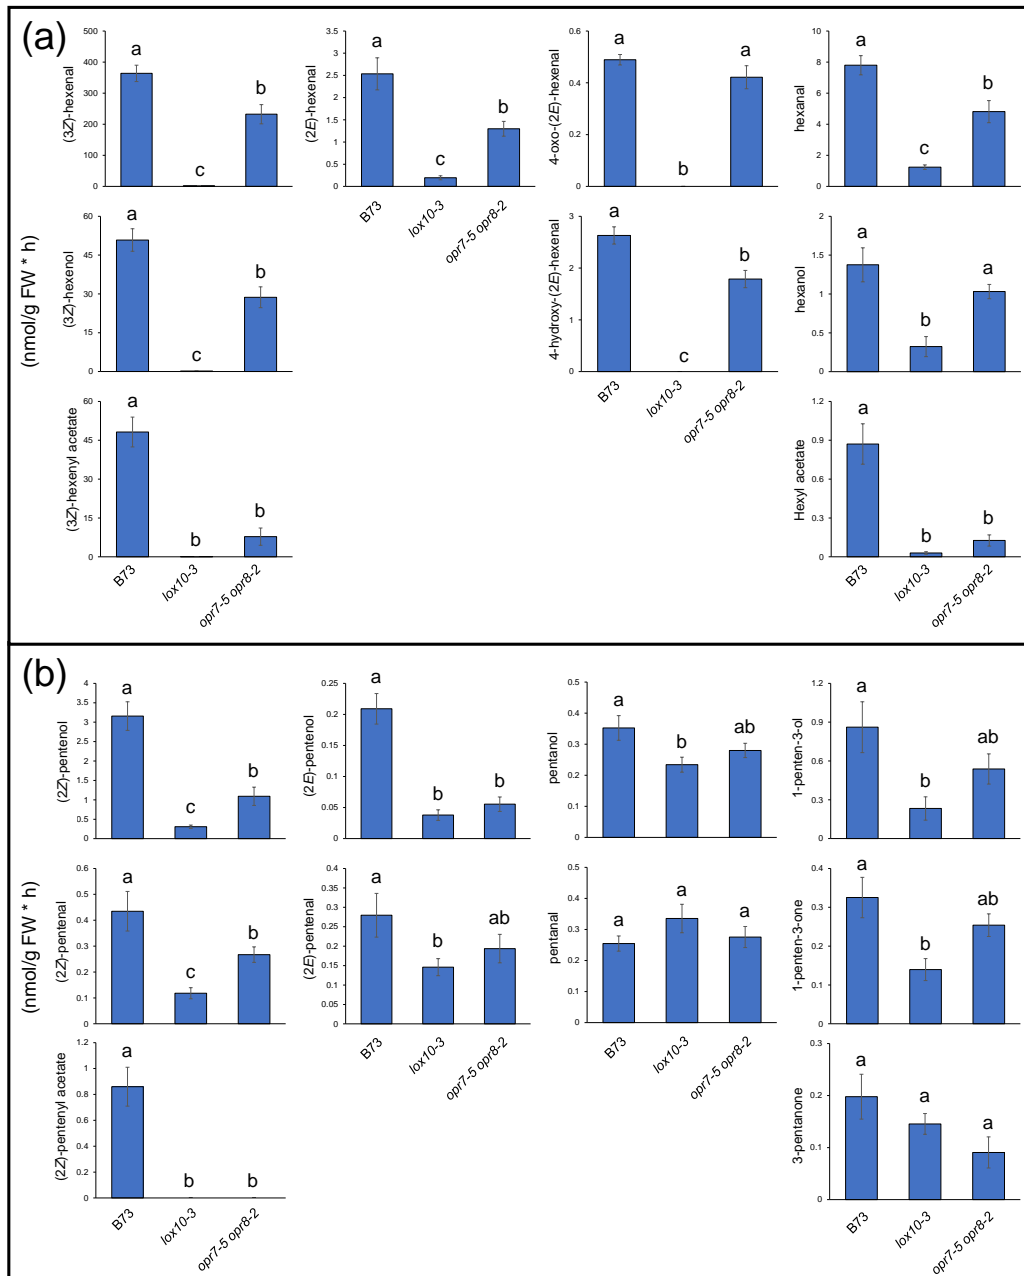 (a)
(nmol/g FW * h)
(3Z)-hexenal
500
400
300
200
100
0
a
c
b
(2E)-hexenal
3.5
3
2.5
2
1.5
1
0.5
0
a
c
b
B73
lox10-3
opr7-5 opr8-2
4-oxo-(2E)-hexenal
0.6
0.4
0.2
0
a
b
a
hexanal
10
8
6
4
2
0
a
c
b
(3Z)-hexenol
60
45
30
15
0
a
c
b
4-hydroxy-(2E)-hexenal
3
2
1
0
a
c
b
B73
lox10-3
opr7-5 opr8-2
hexanol
2
1.5
1
0.5
0
a
b
a
(3Z)-hexenyl acetate
60
45
30
15
0
a
b
b
B73
lox10-3
opr7-5 opr8-2
Hexyl acetate
1.2
0.9
0.6
0.3
0
a
b
b
B73
lox10-3
opr7-5 opr8-2
(b)
(nmol/g FW * h)
(2Z)-pentenol
4
3.5
3
2.5
2
1.5
1
0.5
0
a
c
b
(2E)-pentenol
0.25
0.2
0.15
0.1
0.05
0
a
b
b
pentanol
0.5
0.4
0.3
0.2
0.1
0
a
b
ab
1-penten-3-ol
1.2
0.9
0.6
0.3
0
a
b
ab
(2Z)-pentenal
0.6
0.5
0.4
0.3
0.2
0.1
0
a
c
b
(2E)-pentenal
0.4
0.35
0.3
0.25
0.2
0.15
0.1
0.05
0
a
b
ab
B73
lox10-3
opr7-5 opr8-2
pentanal
0.5
0.4
0.3
0.2
0.1
0
a
a
a
B73
lox10-3
opr7-5 opr8-2
1-penten-3-one
0.4
0.3
0.2
0.1
0
a
b
ab
(2Z)-pentenyl acetate
1.2
1
0.8
0.6
0.4
0.2
0
a
b
b
B73
lox10-3
opr7-5 opr8-2
3-pentanone
0.3
0.2
0.1
0
a
a
a
B73
lox10-3
opr7-5 opr8-2